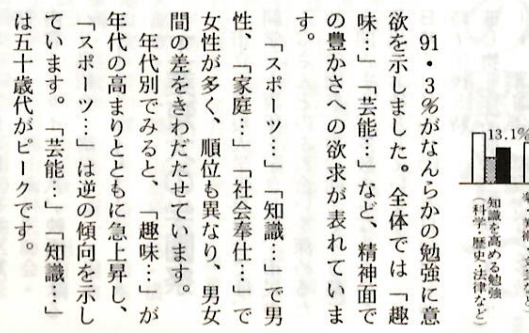 13.1%
知識を高める勉強
(科学・歴史・法律など
91・3%がなんらかの勉強に意
欲を示しました。全体では「趣
味…」「芸能…」など、精神面で
の豊かさへの欲求が表れていま
す。
「スポーツ…」「知識…」で男
性、「家庭…」「社会奉仕…」で
女性が多く、順位も異なり、男女
間の差をきわだたせています。
年代別でみると、「趣味…」が
年代の高まりとともに急上昇し、
「スポーツ…」は逆の傾向を示し
ています。「芸能…」「知識…」
は五十歳代がピークです。